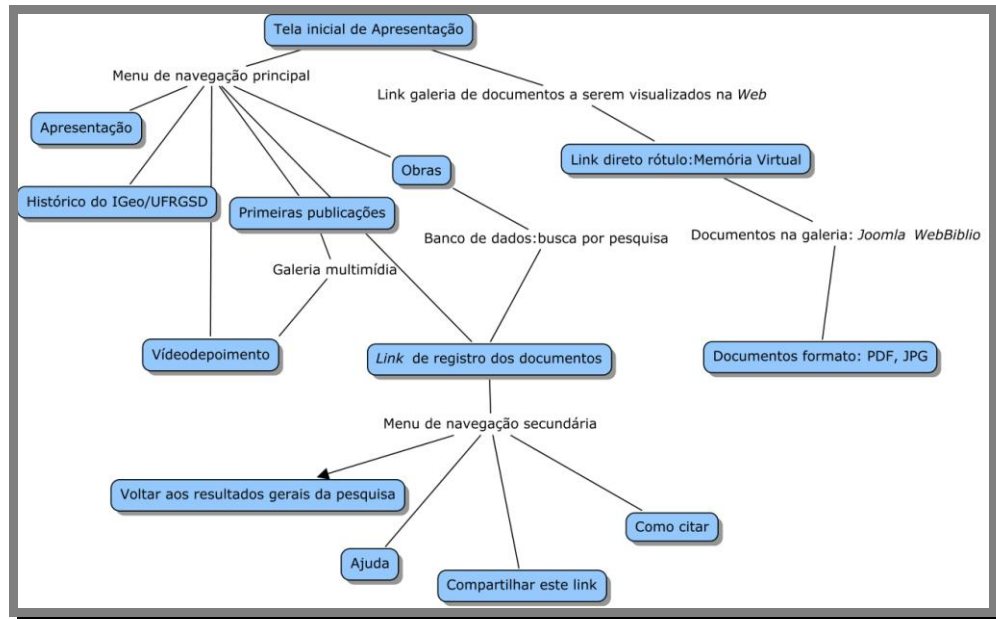 Tela inicial de Apresentação
Menu de navegação principal
Link galeria de documentos a serem visualizados na Web
Apresentação
Obras
Link direto rótulo:Memória Virtual
Histórico do IGeo/UFRGSD
Primeiras publicações
Banco de dados:busca por pesquisa
Documentos na galeria: Joomla WebBiblio
Galeria multimídia
Vídeodepoimento
Link de registro dos documentos
Documentos formato: PDF, JPG
Menu de navegação secundária
Voltar aos resultados gerais da pesquisa
Como citar
Ajuda
Compartilhar este link